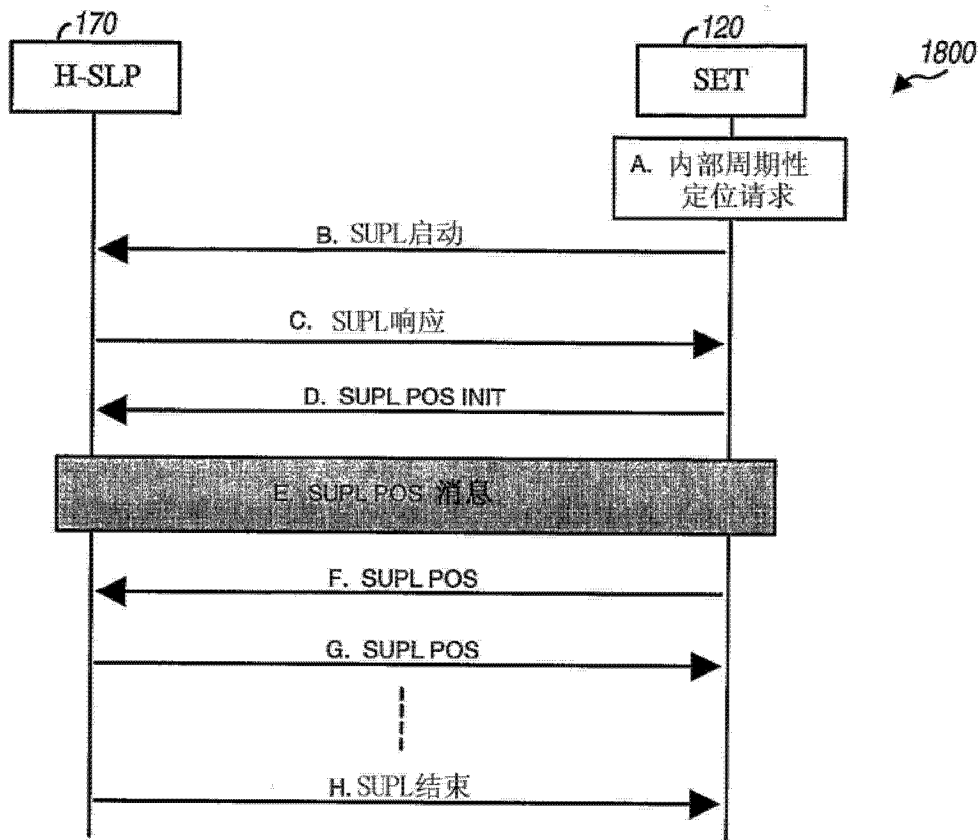 170
120
1800
H-SLP
SET
A. 内部周期性
定位请求
B. SUPL启动
C. SUPL响应
D. SUPL POS INIT
E. SUPL POS 消息
F. SUPL POS
G. SUPL POS
H. SUPL结束